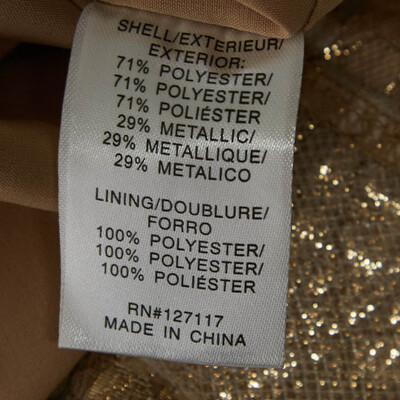 SHELL/EXTERIEUR/
EXTERIOR:
71% POLYESTER/
71% POLYESTER/
71% POLIÉSTER
29% METALLIC/
29% METALLIQUE/
29% METALICO
LINING/DOUBLURE/
FORRO
100% POLYESTER/
100% POLYESTER/
100% POLIÉSTER
RN#127117
MADE IN CHINA